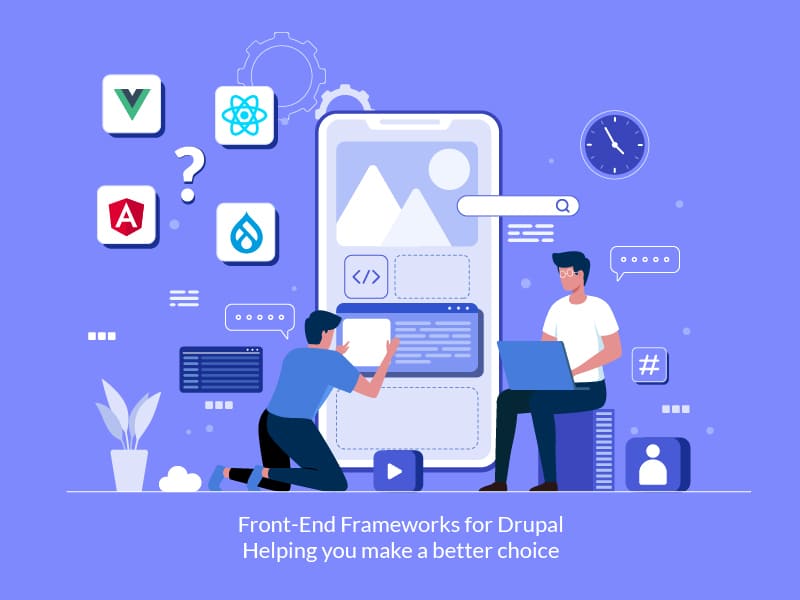 ?
A
</>
#
Front-End Frameworks for Drupal
Helping you make a better choice